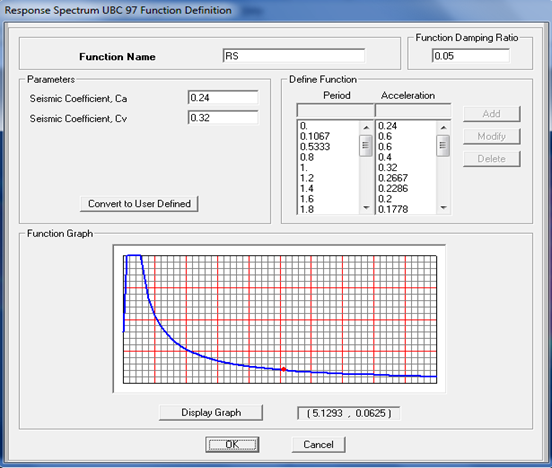 Response Spectrum UBC 97 Function Definition
Function Damping Ratio
Function Name RS 0.05
Parameters
Seismic Coefficient, Ca 0.24
Seismic Coefficient, Cv 0.32
Convert to User Defined
Define Function
Period Acceleration
0. 0.24
0.1067 0.6
0.5333 0.6
0.8 0.4
1. 0.32
1.2 0.2667
1.4 0.2286
1.6 0.2
1.8 0.1778
Add
Modify
Delete
Function Graph
Display Graph ( 5.1293 , 0.0625 )
OK Cancel